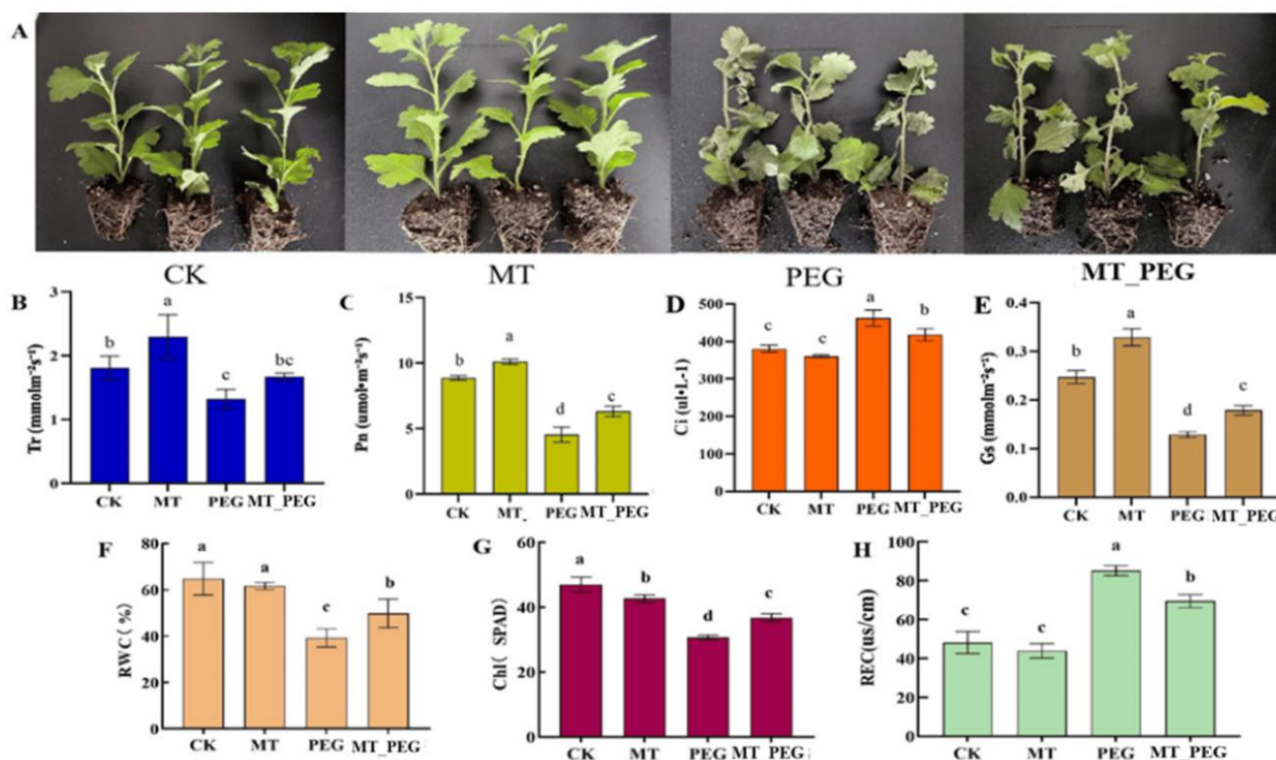 A
CK MT PEG MT_PEG
B
Tr (mmolm⁻²s⁻¹)
3
2
1
0
b a c bc
CK MT PEG MT_PEG
C
Pn (umol•m⁻²s⁻¹)
15
10
5
0
b a d c
CK MT PEG MT_PEG
D
Ci (ul•L-1)
500
400
300
200
100
0
c c a b
CK MT PEG MT_PEG
E
Gs (mmolm⁻²s⁻¹)
0.4
0.3
0.2
0.1
0.0
b a d c
CK MT PEG MT_PEG
F
RWC( %)
80
60
40
20
0
a a c b
CK MT PEG MT_PEG
G
Chl( SPAD)
60
40
20
0
a b d c
CK MT PEG MT_PEG
H
REC(us/cm)
100
80
60
40
20
0
c c a b
CK MT PEG MT_PEG